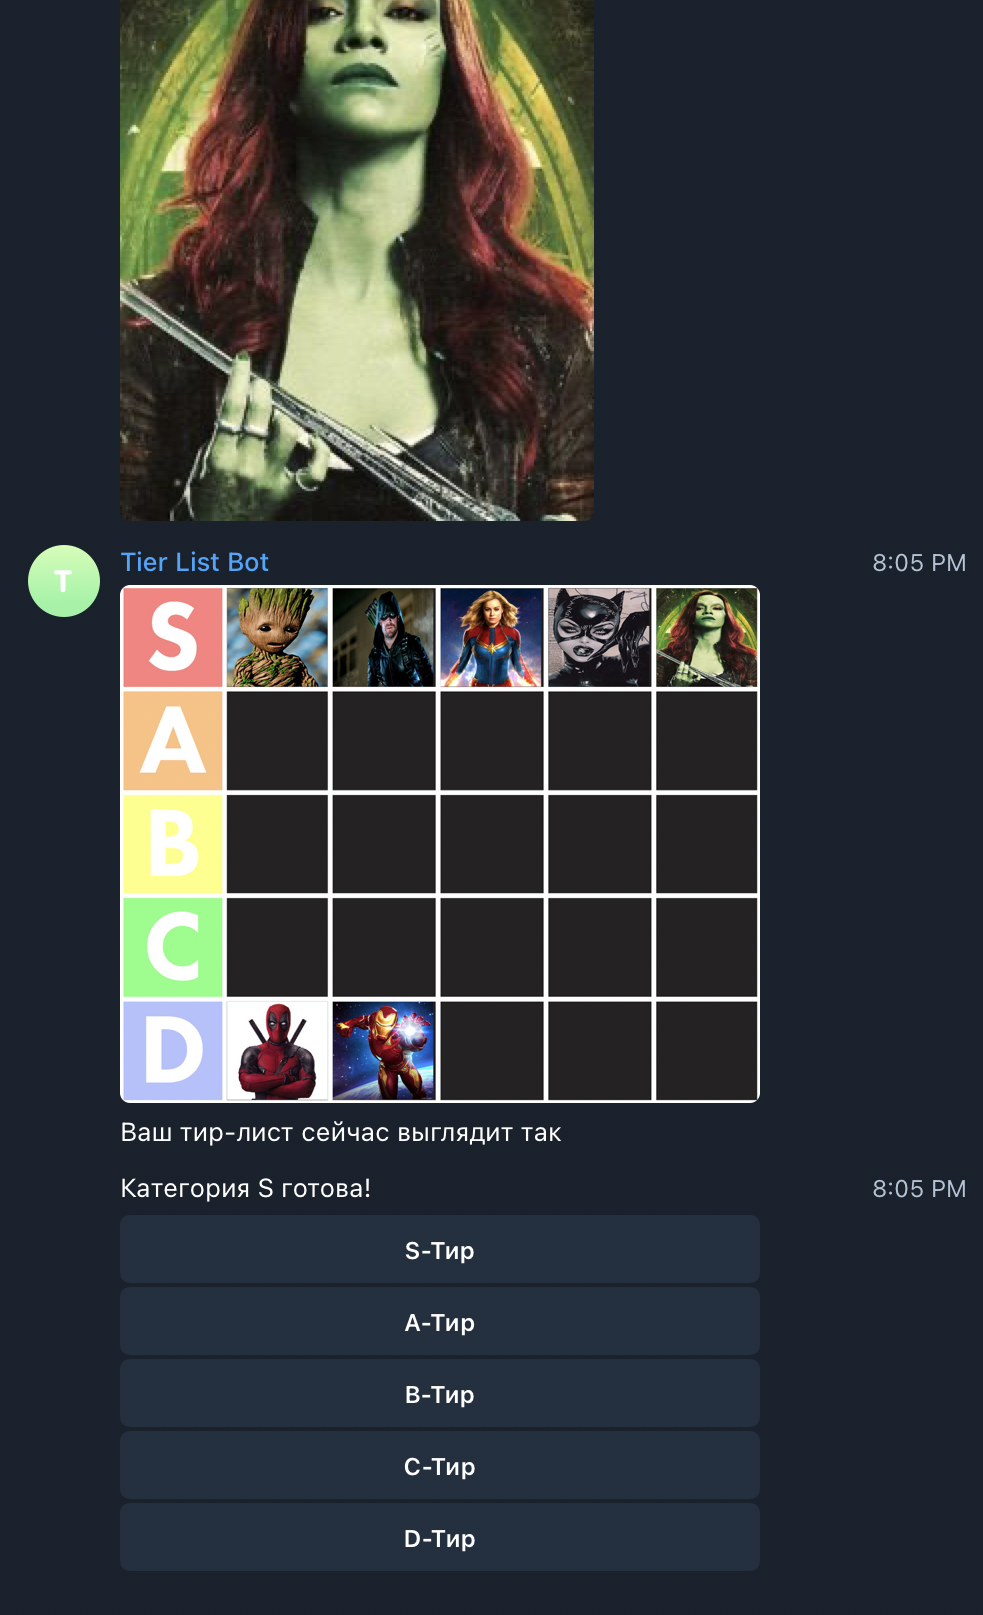 T
Tier List Bot
8:05 PM
S
A
B
C
D
Ваш тир-лист сейчас выглядит так
Категория S готова!
8:05 PM
S-Тир
A-Тир
B-Тир
C-Тир
D-Тир